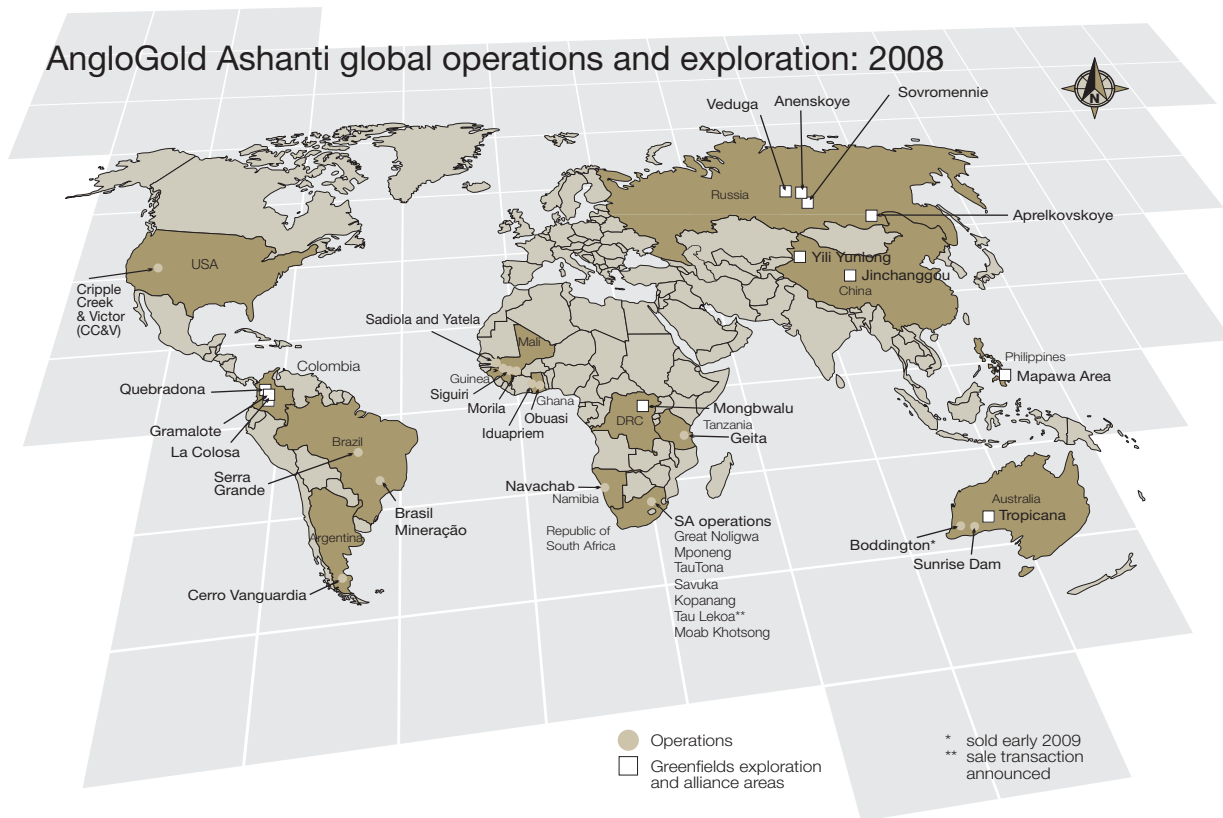 AngloGold Ashanti global operations and exploration: 2008
N
Veduga
Anenskoye
Sovromennie
Russia
Aprelkovskoye
USA
Yili Yunlong
Jinchanggou
China
Cripple
Creek
& Victor
(CC&V)
Sadiola and Yatela
Mali
Colombia
Philippines
Mapawa Area
Quebradona
Guinea
Siguiri
Ghana
Morila
Obuasi
Iduapriem
Mongbwalu
DRC
Tanzania
Geita
Gramalote
La Colosa
Brazil
Serra
Grande
Navachab
Namibia
Australia
Tropicana
Brasil
Mineração
Republic of
South Africa
SA operations
Great Noligwa
Mponeng
TauTona
Savuka
Kopanang
Tau Lekoa**
Moab Khotsong
Argentina
Boddington*
Sunrise Dam
Cerro Vanguardia
Operations
Greenfields exploration
and alliance areas
* sold early 2009
** sale transaction
announced